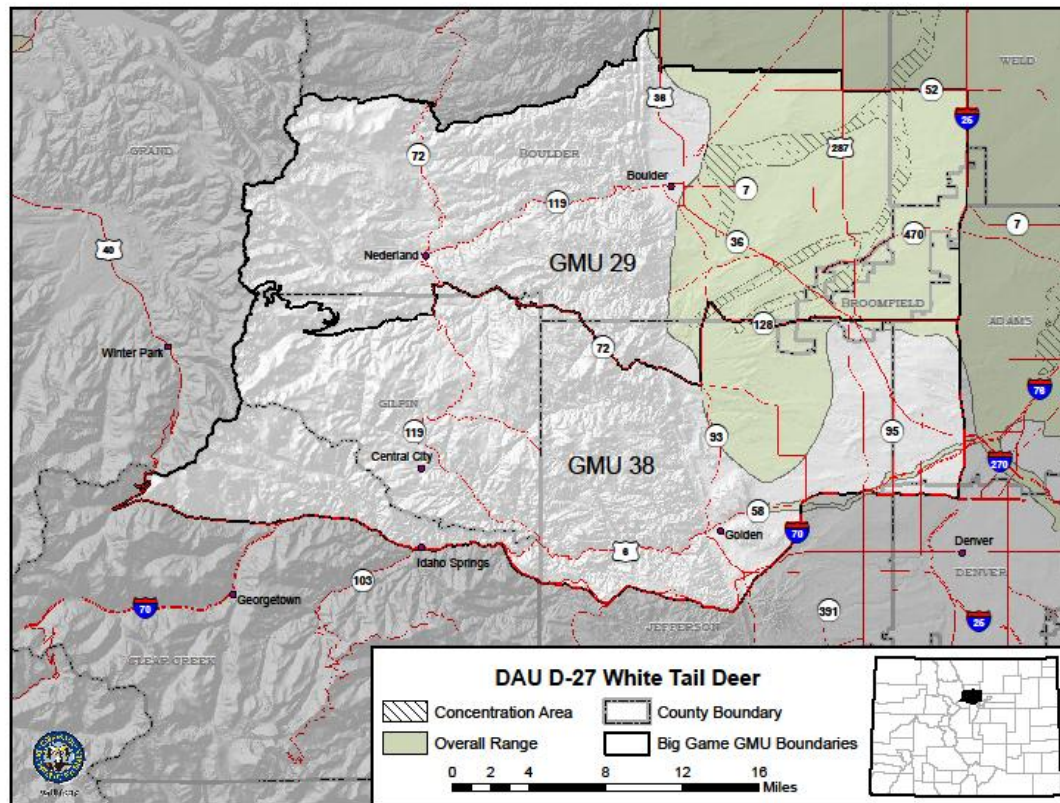 WELD
52
36
25
GRAND
72
BOULDER
287
Boulder
7
119
7
40
36
470
Nederland
GMU 29
BROOMFIELD
128
ADAMS
Winter Park
72
76
GILPIN
119
93
95
Central City
GMU 38
270
58
Golden
6
70
Denver
Idaho Springs
DENVER
103
Georgetown
70
391
25
JEFFERSON
CLEAR CREEK
DAU D-27 White Tail Deer
Concentration Area
County Boundary
Overall Range
Big Game GMU Boundaries
0 2 4 8 12 16
Miles